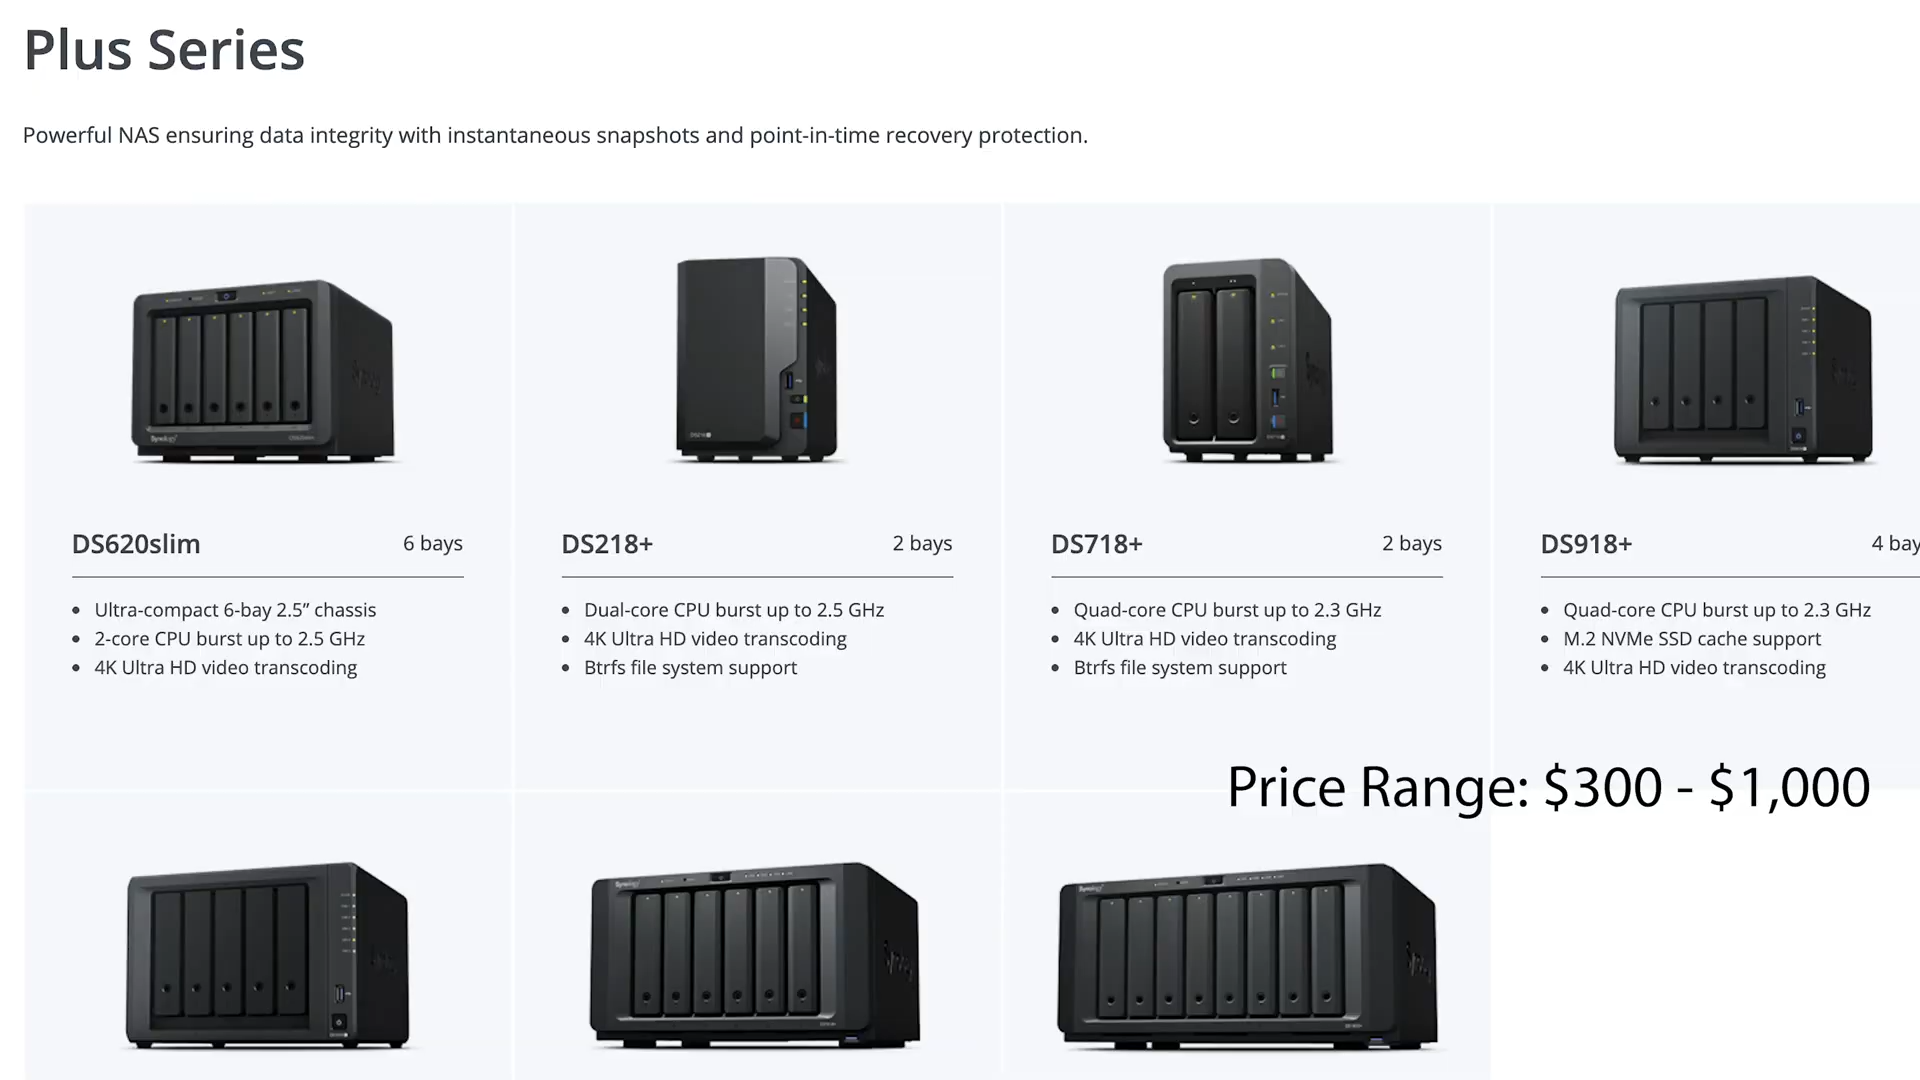 Plus Series
Powerful NAS ensuring data integrity with instantaneous snapshots and point-in-time recovery protection.
DS620slim 6 bays
• Ultra-compact 6-bay 2.5” chassis
• 2-core CPU burst up to 2.5 GHz
• 4K Ultra HD video transcoding
DS218+ 2 bays
• Dual-core CPU burst up to 2.5 GHz
• 4K Ultra HD video transcoding
• Btrfs file system support
DS718+ 2 bays
• Quad-core CPU burst up to 2.3 GHz
• 4K Ultra HD video transcoding
• Btrfs file system support
DS918+ 4 bay
• Quad-core CPU burst up to 2.3 GHz
• M.2 NVMe SSD cache support
• 4K Ultra HD video transcoding
Price Range: $300 - $1,000